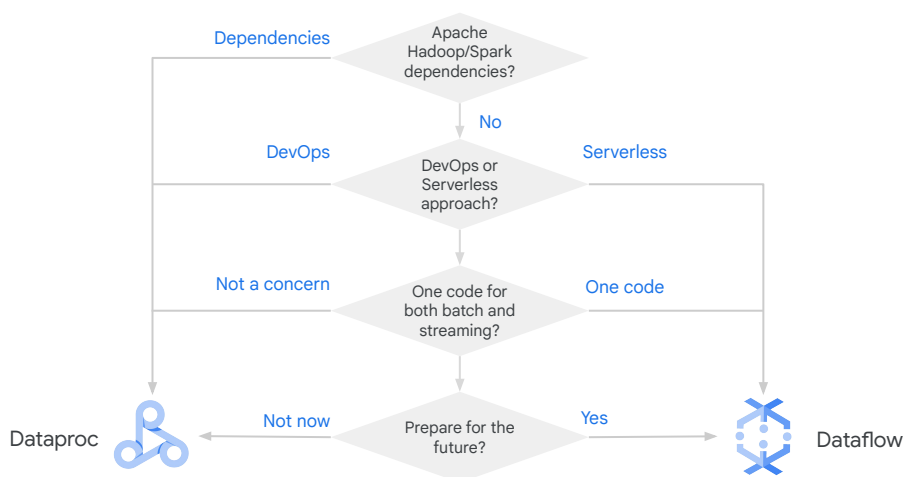 Dependencies
Apache
Hadoop/Spark
dependencies?
No
DevOps
Serverless
DevOps or
Serverless
approach?
Not a concern
One code
One code for
both batch and
streaming?
Not now
Yes
Prepare for the
future?
Dataproc
Dataflow